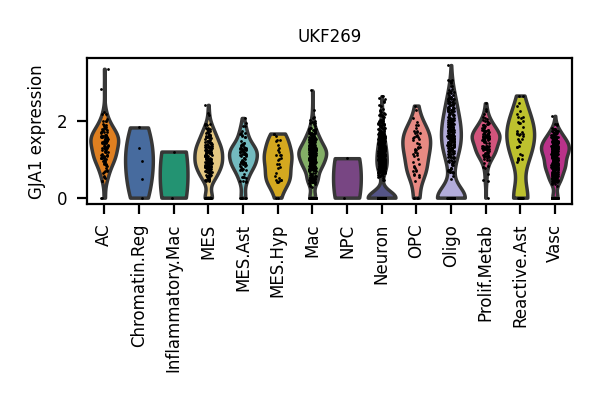 UKF269
GJA1 expression
2
0
AC
Chromatin.Reg
Inflammatory.Mac
MES
MES.Ast
MES.Hyp
Mac
NPC
Neuron
OPC
Oligo
Prolif.Metab
Reactive.Ast
Vasc